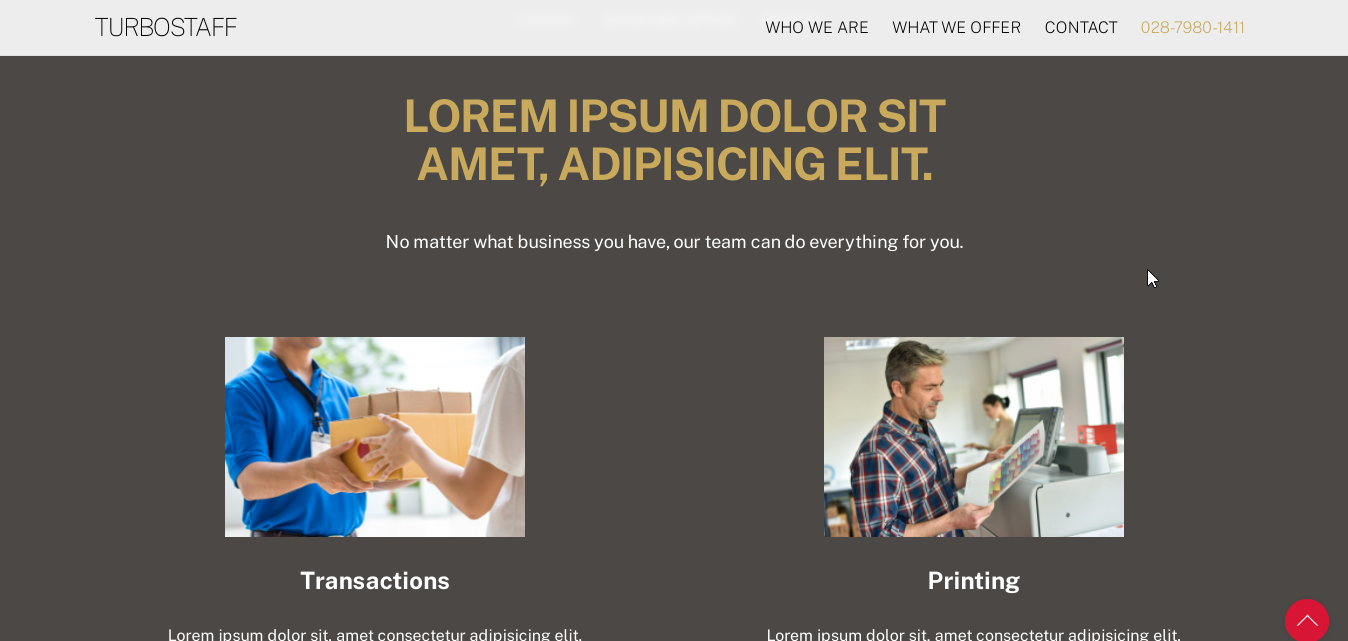 TURBOSTAFF
WHO WE ARE WHAT WE OFFER CONTACT 028-7980-1411
LOREM IPSUM DOLOR SIT
AMET, ADIPISICING ELIT.
No matter what business you have, our team can do everything for you.
Transactions
Printing
Lorem ipsum dolor sit, amet consectetur adipisicing elit.
Lorem ipsum dolor sit, amet consectetur adipisicing elit.